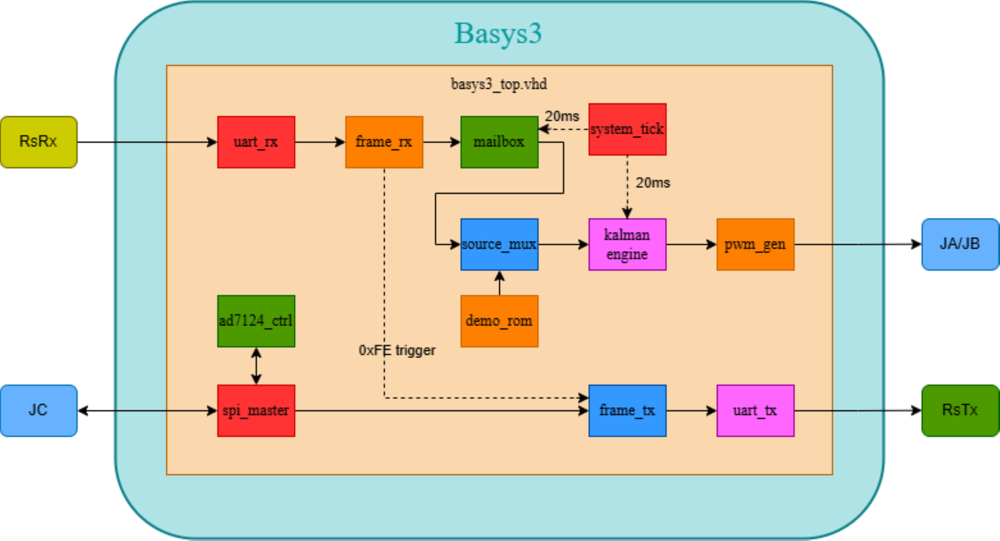 Basys3
basys3_top.vhd
20ms
system_tick
RsRx
uart_rx
frame_rx
mailbox
20ms
kalman
engine
source_mux
pwm_gen
JA/JB
ad7124_ctrl
demo_rom
0xFE trigger
JC
spi_master
frame_tx
uart_tx
RsTx